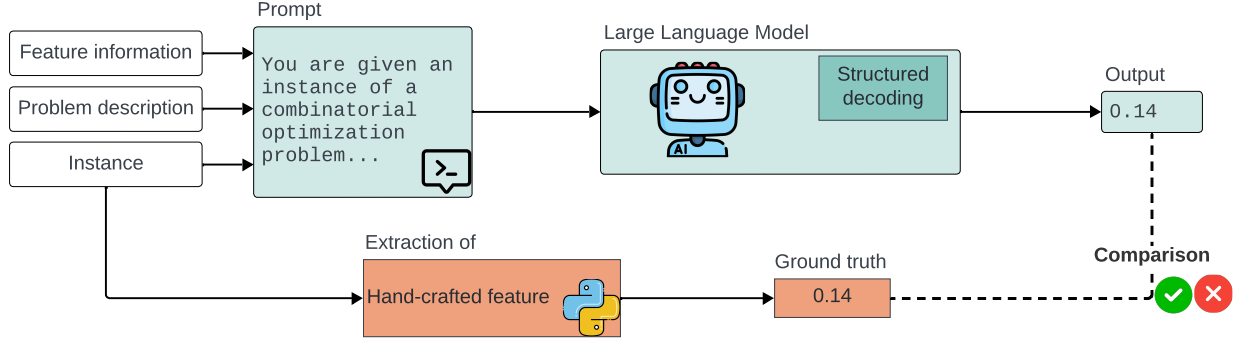 Prompt
Feature information
Problem description
Instance
You are given an
instance of a
combinatorial
optimization
problem...
>_
Large Language Model
AI
Structured
decoding
Output
0.14
Extraction of
Hand-crafted feature
Ground truth
0.14
Comparison